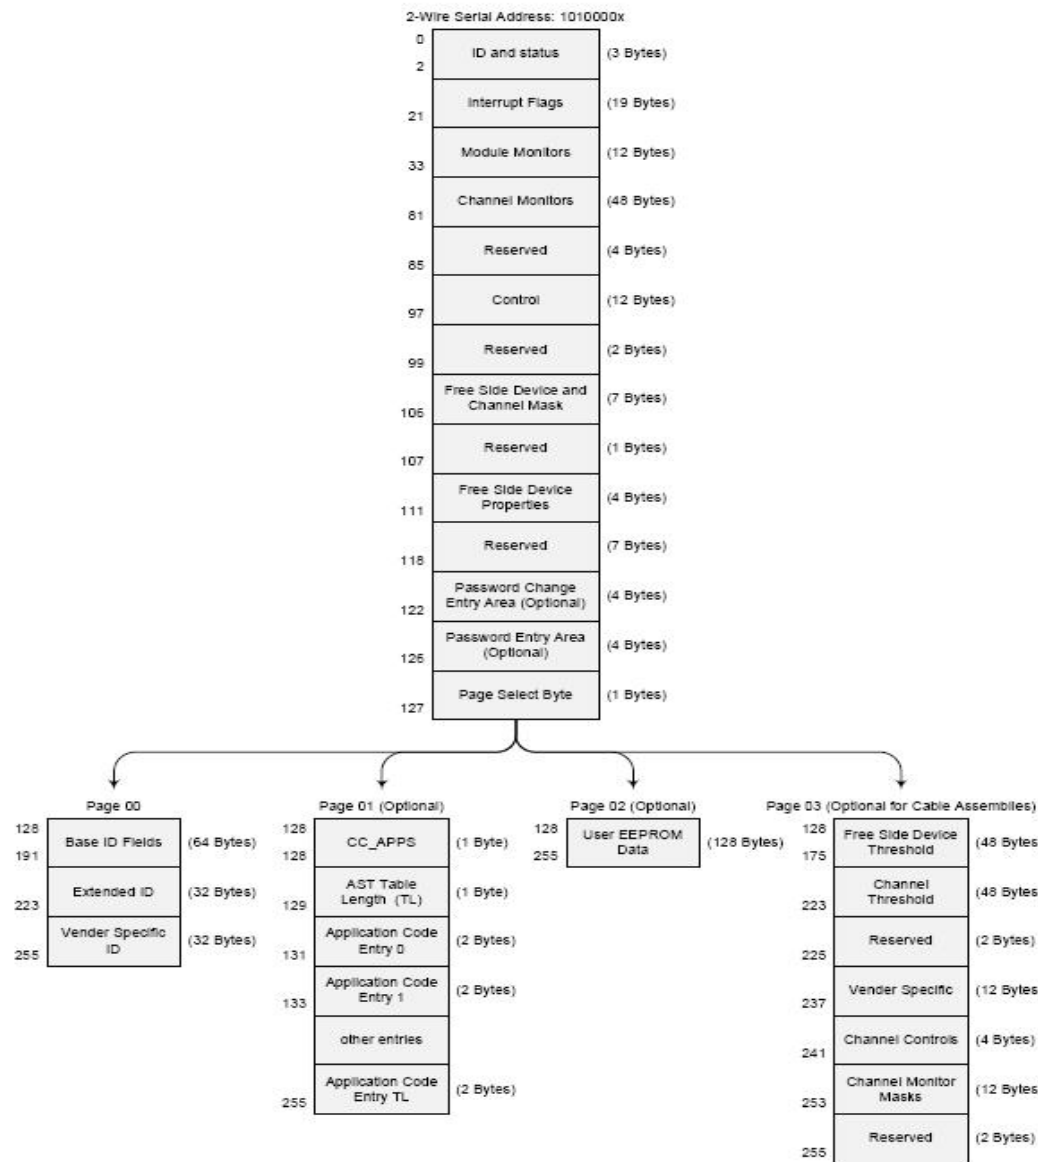 2-Wire Serial Address: 1010000x
0
ID and status (3 Bytes)
2
Interrupt Flags (19 Bytes)
21
Module Monitors (12 Bytes)
33
Channel Monitors (48 Bytes)
81
Reserved (4 Bytes)
85
Control (12 Bytes)
97
Reserved (2 Bytes)
99
Free Side Device and
Channel Mask (7 Bytes)
106
Reserved (1 Bytes)
107
Free Side Device
Properties (4 Bytes)
111
Reserved (7 Bytes)
118
Password Change
Entry Area (Optional) (4 Bytes)
122
Password Entry Area
(Optional) (4 Bytes)
126
Page Select Byte (1 Bytes)
127
Page 00
128
Base ID Fields (64 Bytes)
191
Extended ID (32 Bytes)
223
Vender Specific
ID (32 Bytes)
255
Page 01 (Optional)
128
CC_APPS (1 Byte)
128
AST Table
Length (TL) (1 Byte)
129
Application Code
Entry 0 (2 Bytes)
131
Application Code
Entry 1 (2 Bytes)
133
other entries
Application Code
Entry TL (2 Bytes)
255
Page 02 (Optional)
128
User EEPROM
Data (128 Bytes)
255
Page 03 (Optional for Cable Assemblies)
128
Free Side Device
Threshold (48 Bytes
175
Channel
Threshold (48 Bytes
223
Reserved (2 Bytes)
225
Vender Specific (12 Bytes
237
Channel Controls (4 Bytes)
241
Channel Monitor
Masks (12 Bytes
253
Reserved (2 Bytes)
255